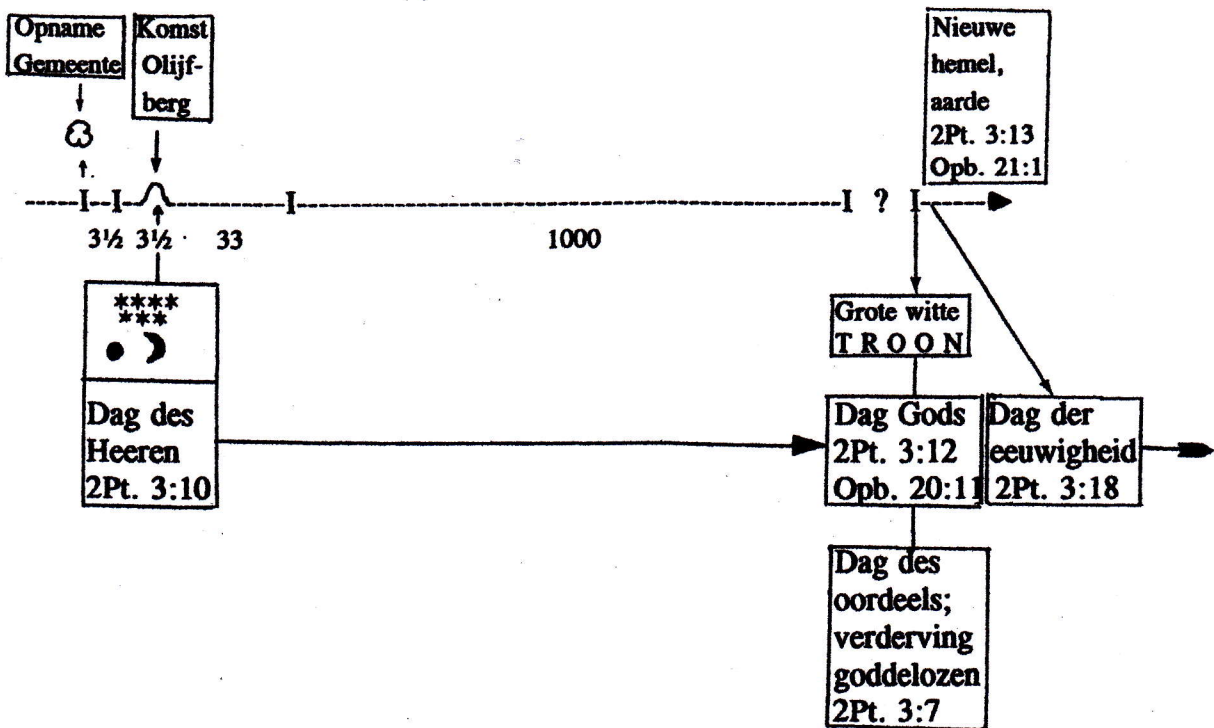 Opname
Gemeente
Komst
Olijf-
berg
Nieuwe
hemel,
aarde
2Pt. 3:13
Opb. 21:1
?
3½ 3½ 33 1000
Grote witte
TROON
Dag des
Heeren
2Pt. 3:10
Dag Gods
2Pt. 3:12
Opb. 20:11
Dag der
eeuwigheid
2Pt. 3:18
Dag des
oordeels;
verderving
goddelozen
2Pt. 3:7